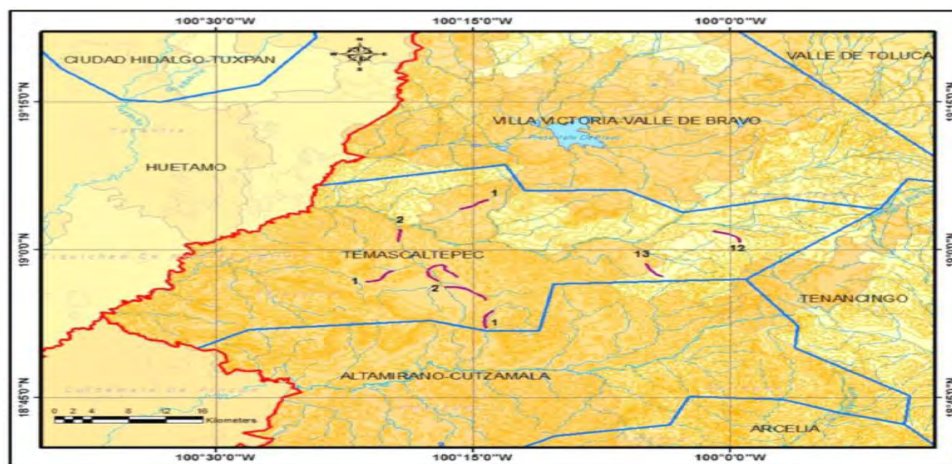 100°30'0"W 100°15'0"W 100°0'0"W
CIUDAD HIDALGO-TUXPAN
VALLE DE TOLUCA
19°15'0"N
VILLA VICTORIA-VALLE DE BRAVO
HUETAMO
1
2
19°0'0"N
TEMASCALTEPEC
13
12
1
2
TENANCINGO
1
ALTAMIRANO-CUTZAMALA
18°45'0"N
0 2 4 8 12 16
Kilometers
ARCELIA
100°30'0"W 100°15'0"W 100°0'0"W